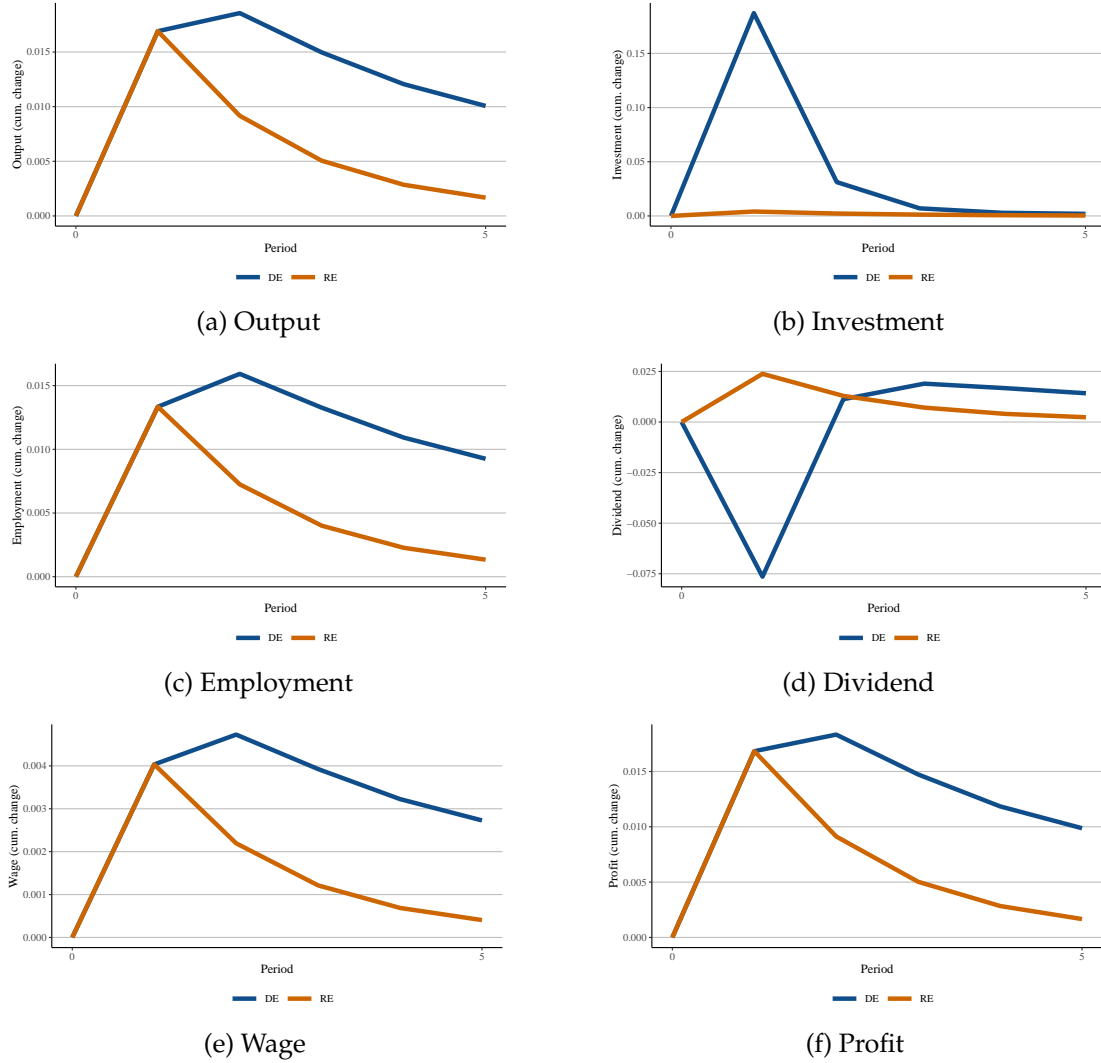 Output (cum. change)
0.015
0.010
0.005
0.000
0
5
Period
DE RE
(a) Output
Investment (cum. change)
0.15
0.10
0.05
0.00
0
5
Period
DE RE
(b) Investment
Employment (cum. change)
0.015
0.010
0.005
0.000
0
5
Period
DE RE
(c) Employment
Dividend (cum. change)
0.025
0.000
−0.025
−0.050
−0.075
0
5
Period
DE RE
(d) Dividend
Wage (cum. change)
0.004
0.003
0.002
0.001
0.000
0
5
Period
DE RE
(e) Wage
Profit (cum. change)
0.015
0.010
0.005
0.000
0
5
Period
DE RE
(f) Profit